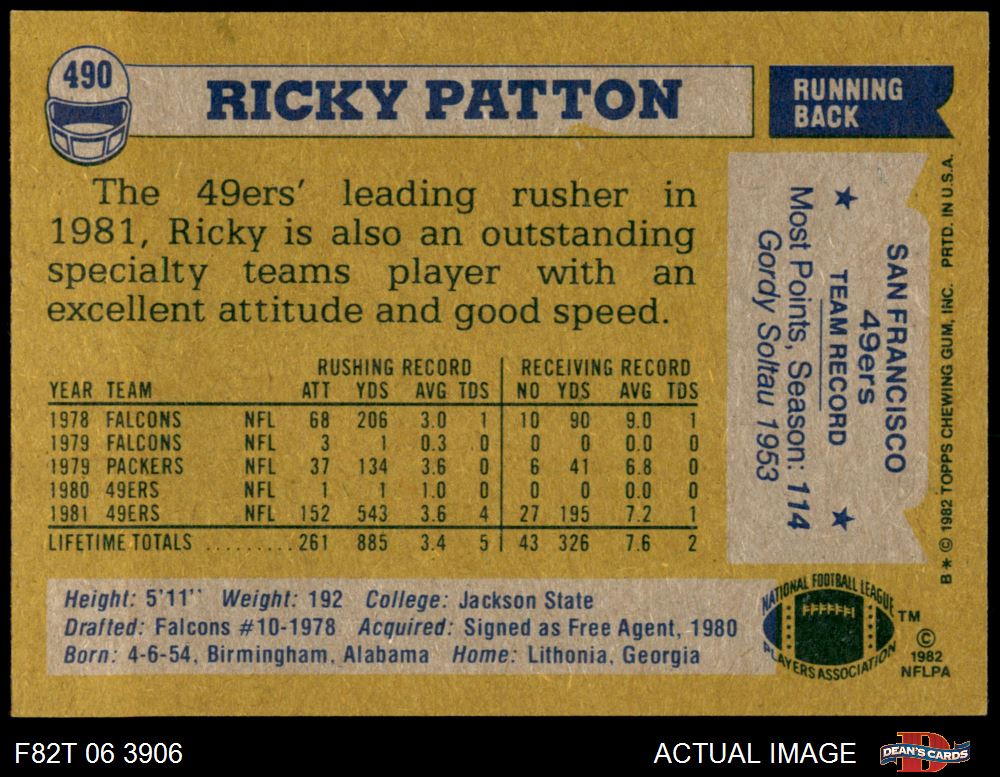 490
RICKY PATTON
RUNNING
BACK
The 49ers' leading rusher in
1981, Ricky is also an outstanding
specialty teams player with an
excellent attitude and good speed.
RUSHING RECORD RECEIVING RECORD
YEAR TEAM ATT YDS AVG TDS NO YDS AVG TDS
1978 FALCONS NFL 68 206 3.0 1 10 90 9.0 1
1979 FALCONS NFL 3 1 0.3 0 0 0 0.0 0
1979 PACKERS NFL 37 134 3.6 0 6 41 6.8 0
1980 49ERS NFL 1 1 1.0 0 0 0 0.0 0
1981 49ERS NFL 152 543 3.6 4 27 195 7.2 1
LIFETIME TOTALS ......... 261 885 3.4 5 43 326 7.6 2
Height: 5'11" Weight: 192 College: Jackson State
Drafted: Falcons #10-1978 Acquired: Signed as Free Agent, 1980
Born: 4-6-54, Birmingham, Alabama Home: Lithonia, Georgia
SAN FRANCISCO
49ers
TEAM RECORD
Most Points, Season: 114
Gordy Soltau 1953
B* © 1982 TOPPS CHEWING GUM, INC. PRTD. IN U.S.A.
NATIONAL FOOTBALL LEAGUE
PLAYERS ASSOCIATION
TM
©
1982
NFLPA
F82T 06 3906
ACTUAL IMAGE
D
DEAN'S CARDS